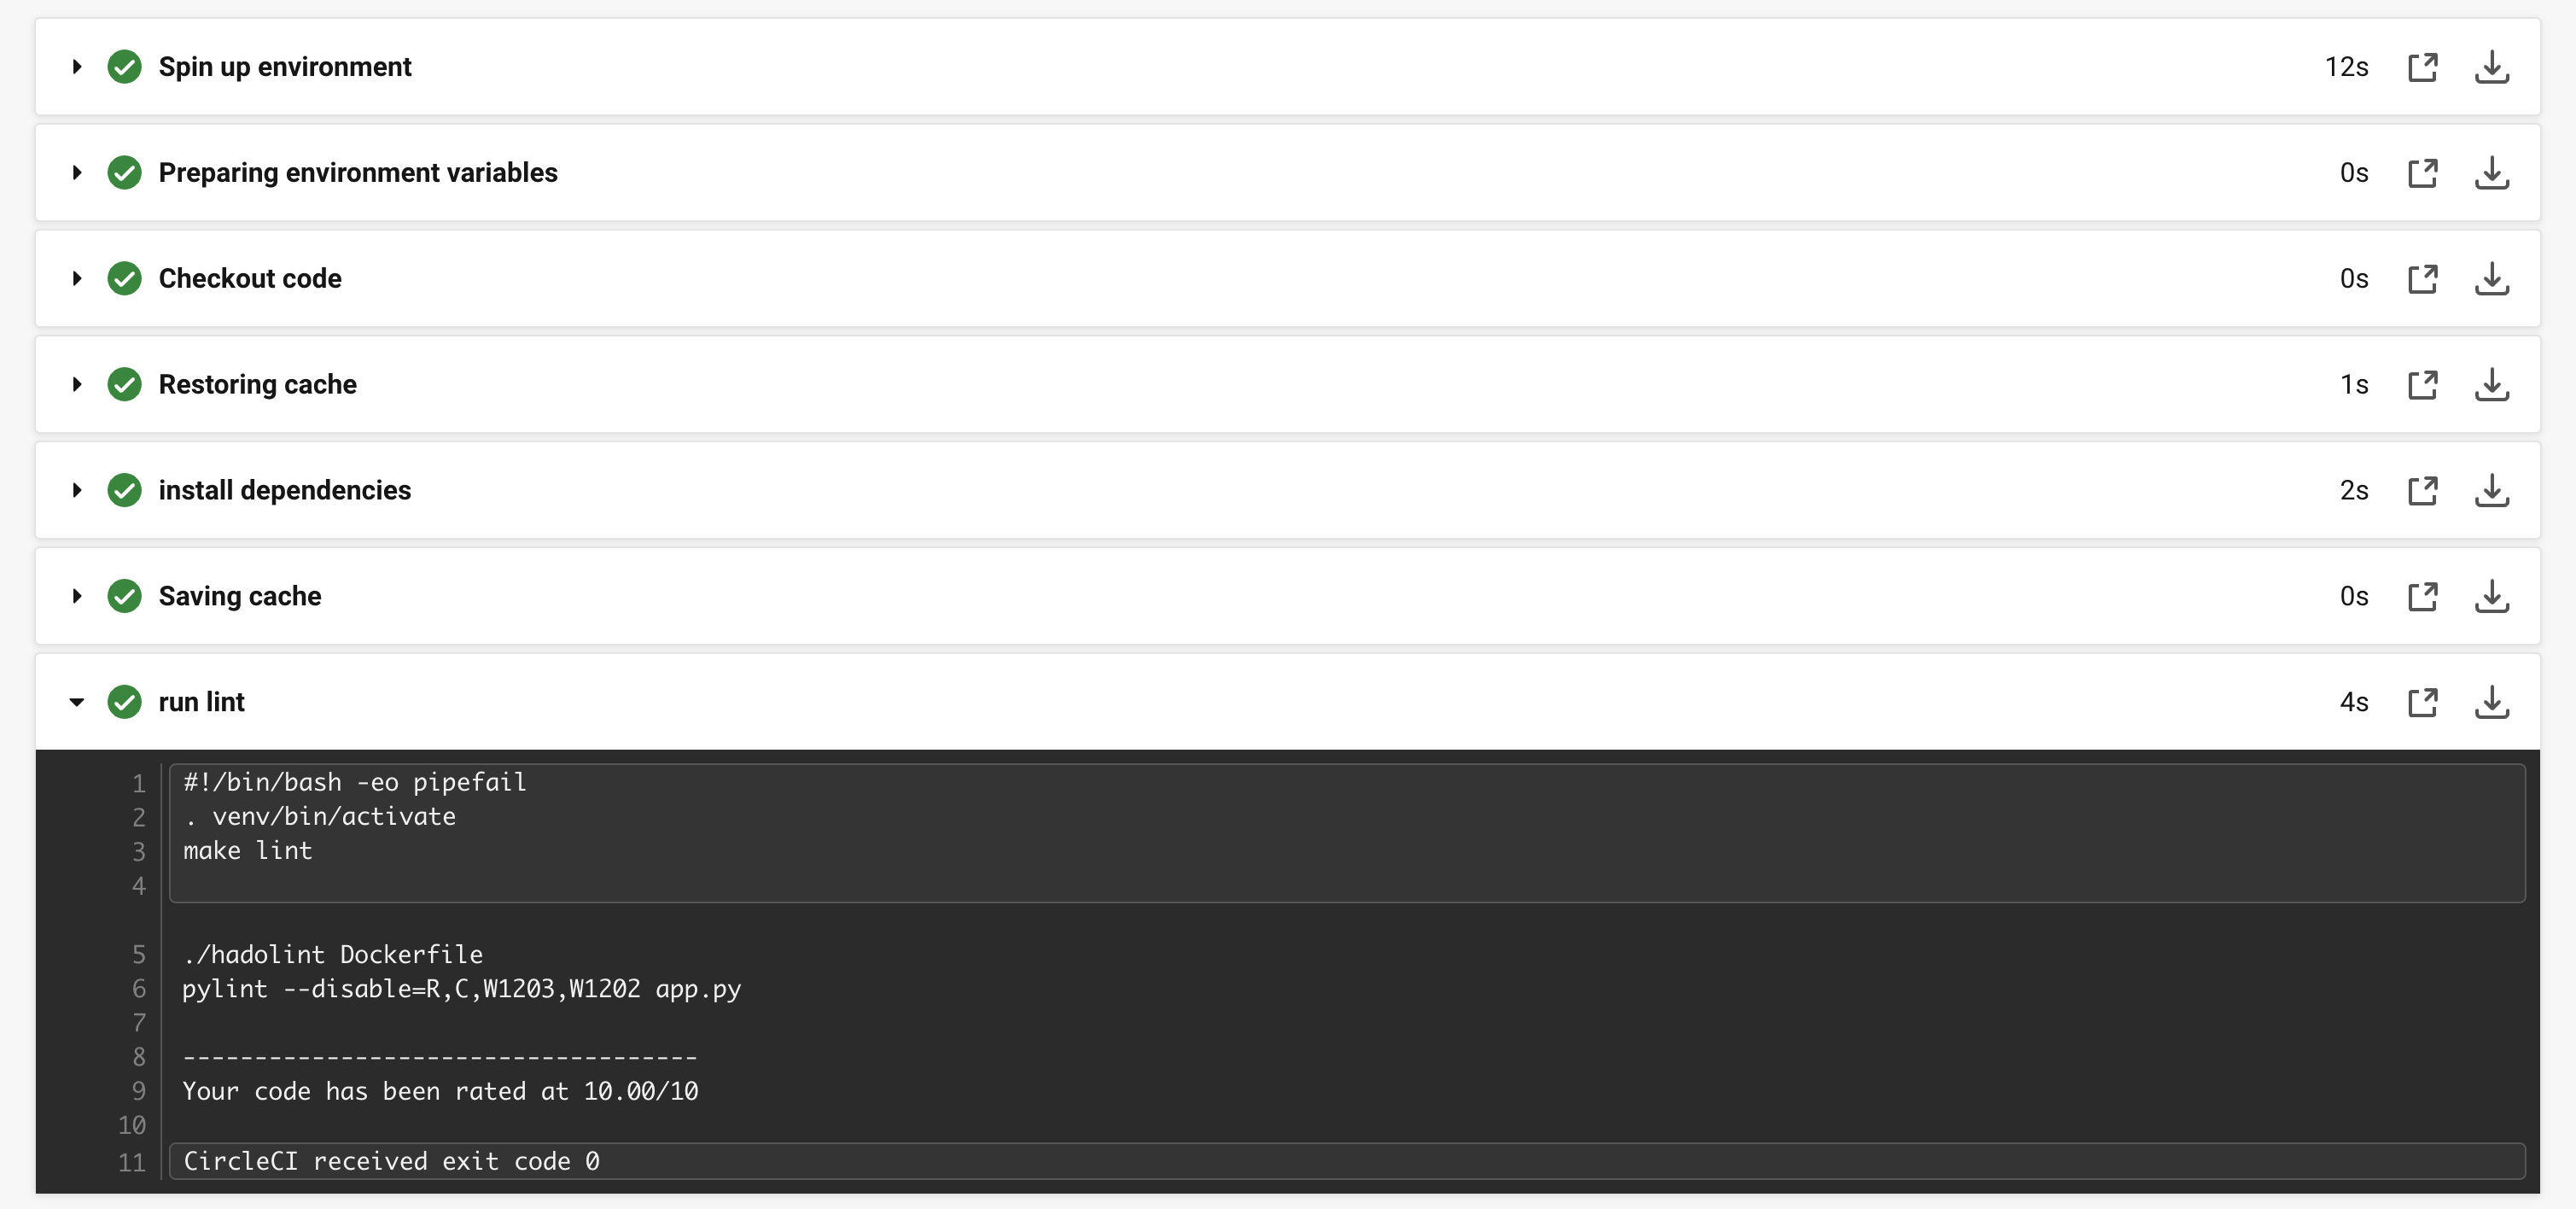 Spin up environment 12s
Preparing environment variables 0s
Checkout code 0s
Restoring cache 1s
install dependencies 2s
Saving cache 0s
run lint 4s
1 #!/bin/bash -eo pipefail
2 . venv/bin/activate
3 make lint
4
5 ./hadolint Dockerfile
6 pylint --disable=R,C,W1203,W1202 app.py
7
8 ------------------------------------
9 Your code has been rated at 10.00/10
10
11 CircleCI received exit code 0